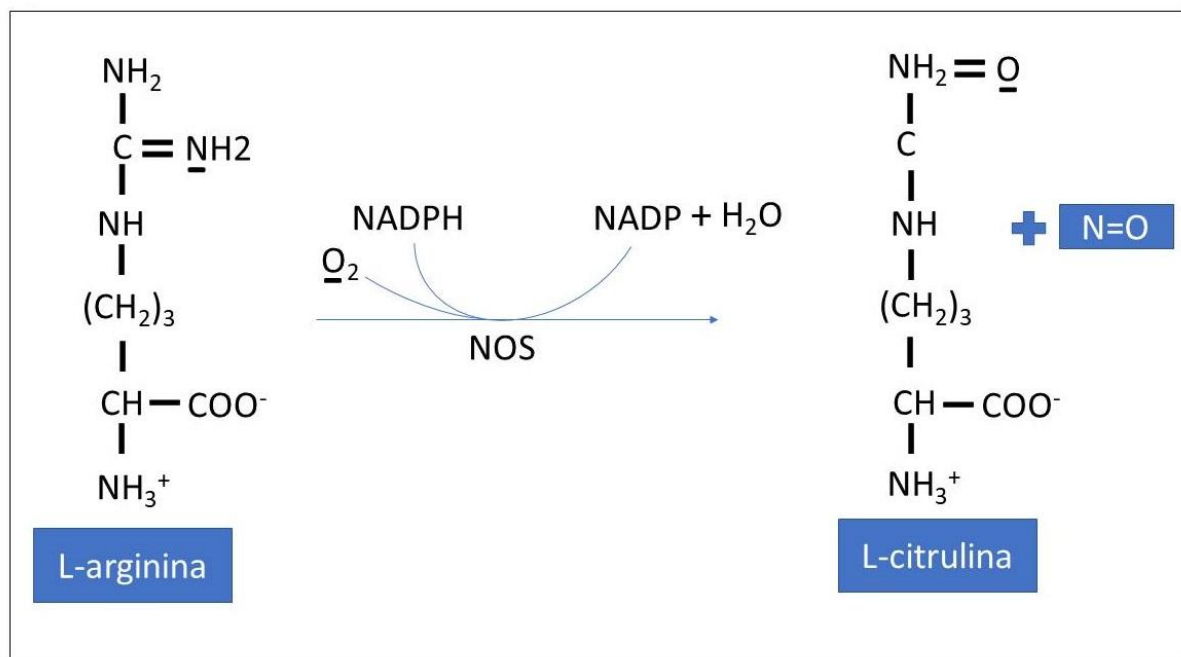 NH₂
C = NH2
NH
(CH₂)₃
CH – COO⁻
NH₃⁺
L-arginina
NADPH
O₂
NADP + H₂O
NOS
NH₂ = O
C
NH
(CH₂)₃
CH – COO⁻
NH₃⁺
L-citrulina
+ N=O